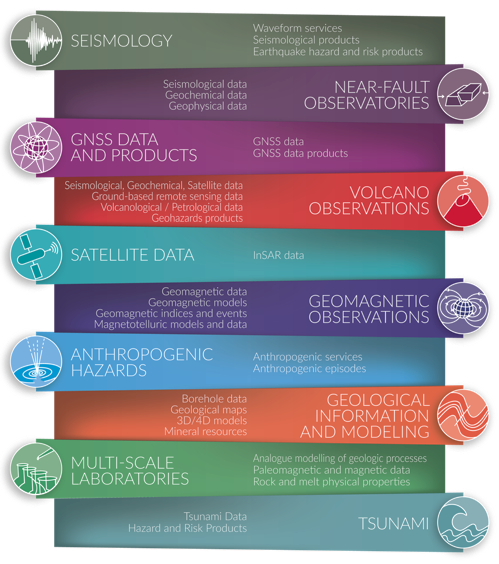 SEISMOLOGY
Waveform services
Seismological products
Earthquake hazard and risk products
Seismological data
Geochemical data
Geophysical data
NEAR-FAULT
OBSERVATORIES
GNSS DATA
AND PRODUCTS
GNSS data
GNSS data products
Seismological, Geochemical, Satellite data
Ground-based remote sensing data
Volcanological / Petrological data
Geohazards products
VOLCANO
OBSERVATIONS
SATELLITE DATA
InSAR data
Geomagnetic data
Geomagnetic models
Geomagnetic indices and events
Magnetotelluric models and data
GEOMAGNETIC
OBSERVATIONS
ANTHROPOGENIC
HAZARDS
Anthropogenic services
Anthropogenic episodes
Borehole data
Geological maps
3D/4D models
Mineral resources
GEOLOGICAL
INFORMATION
AND MODELING
MULTI-SCALE
LABORATORIES
Analogue modelling of geologic processes
Paleomagnetic and magnetic data
Rock and melt physical properties
Tsunami Data
Hazard and Risk Products
TSUNAMI